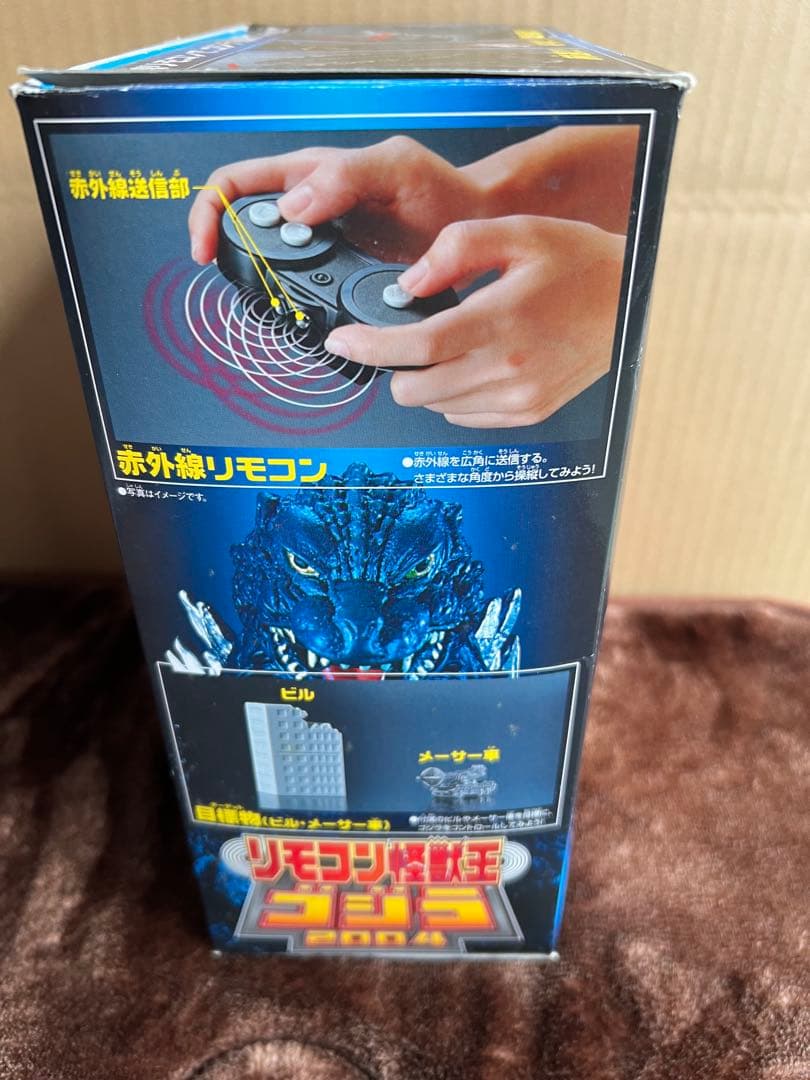 赤外線送信部
赤外線リモコン
●赤外線を広角に送信する。
さまざまな角度から操縦してみよう!
●写真はイメージです。
ビル
メーサー車
目標物(ビル・メーサー車)
リモコン怪獣王
ゴジラ
2004